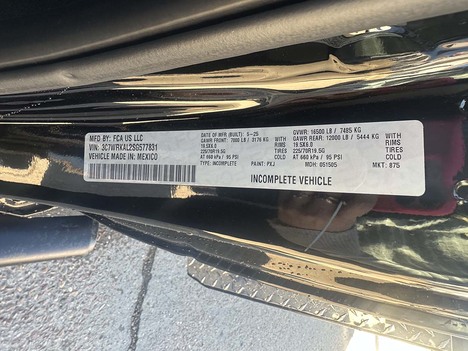 MFD BY: FCA US LLC
VIN: 3C7WRKAL2SG577831
VEHICLE MADE IN: MEXICO
DATE OF MFR (BUILT): 5-25
GAWR FRONT: 7000 LB / 3176 KG
19.5X6.0 RIMS
225/70R19.5G TIRES
AT 660 kPa / 95 PSI
TYPE: INCOMPLETE PAINT: PXJ
GVWR: 16500 LB / 7485 KG
GAWR REAR: 12000 LB / 5444 KG WITH
19.5X6.0 RIMS
225/70R19.5G TIRES
AT 660 kPa / 95 PSI
MDH: 051505 MKT: 875
INCOMPLETE VEHICLE